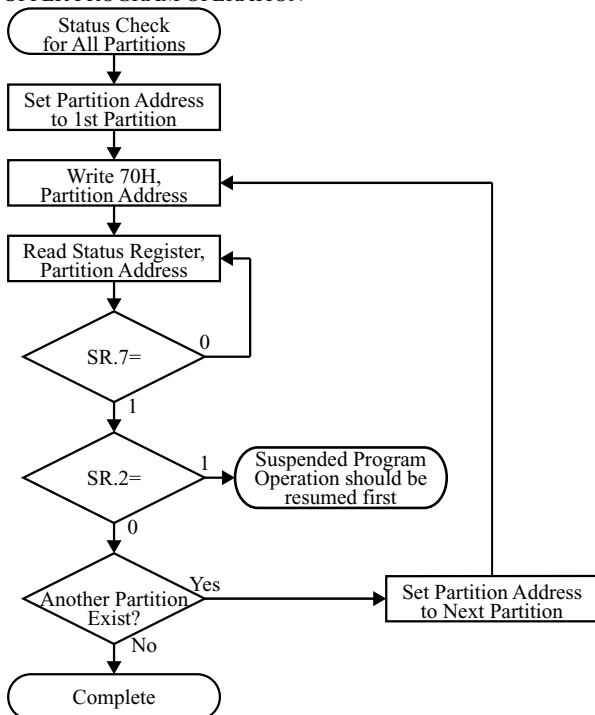 Status Check
for All Partitions
Set Partition Address
to 1st Partition
Write 70H,
Partition Address
Read Status Register,
Partition Address
SR.7=
0
1
SR.2=
1
Suspended Program
Operation should be
resumed first
0
Another Partition
Exist?
Yes
Set Partition Address
to Next Partition
No
Complete